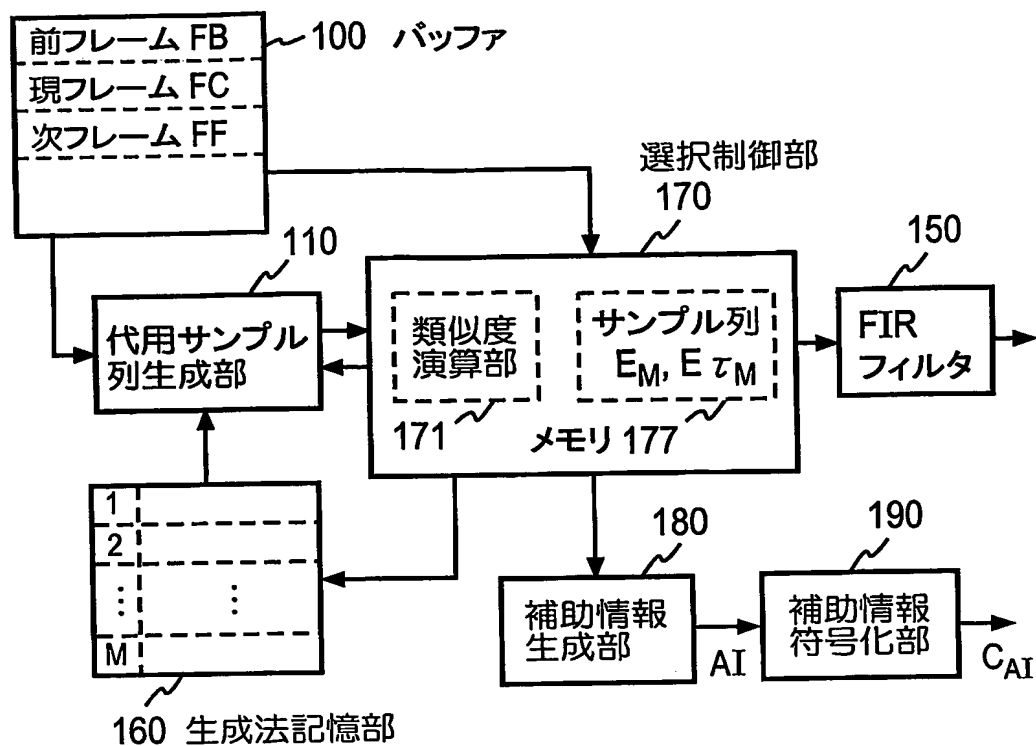 前フレーム FB
現フレーム FC
次フレーム FF
100 バッファ
選択制御部
170
110
150
代用サンプル
列生成部
類似度
演算部
171
サンプル列
E_M, E τ_M
メモリ 177
FIR
フィルタ
1
2
⋮ ⋮
M
160 生成法記憶部
180
補助情報
生成部
AI
190
補助情報
符号化部
C_AI